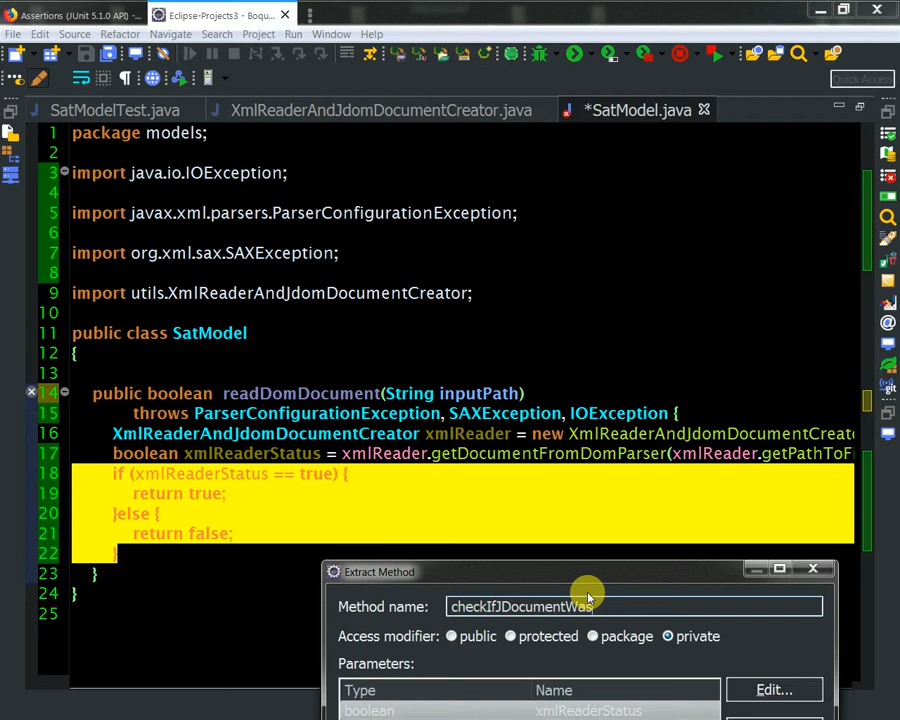 Assertions (JUnit 5.1.0 API) -
Eclipse-Projects3 - Boqu...
File Edit Source Refactor Navigate Search Project Run Window Help
Quick Access
SatModelTest.java
XmlReaderAndJdomDocumentCreator.java
*SatModel.java
1 package models;
2
3 import java.io.IOException;
4
5 import javax.xml.parsers.ParserConfigurationException;
6
7 import org.xml.sax.SAXException;
8
9 import utils.XmlReaderAndJdomDocumentCreator;
10
11 public class SatModel
12 {
13
14 public boolean readDomDocument(String inputPath)
15 throws ParserConfigurationException, SAXException, IOException {
16 XmlReaderAndJdomDocumentCreator xmlReader = new XmlReaderAndJdomDocumentCreato
17 boolean xmlReaderStatus = xmlReader.getDocumentFromDomParser(xmlReader.getPathToFi
18 if (xmlReaderStatus == true) {
19 return true;
20 }else {
21 return false;
22 }
23 }
24 }
25
Extract Method
Method name: checkIfJDocumentWas
Access modifier: public protected package private
Parameters:
Type Name
Edit...
boolean xmlReaderStatus